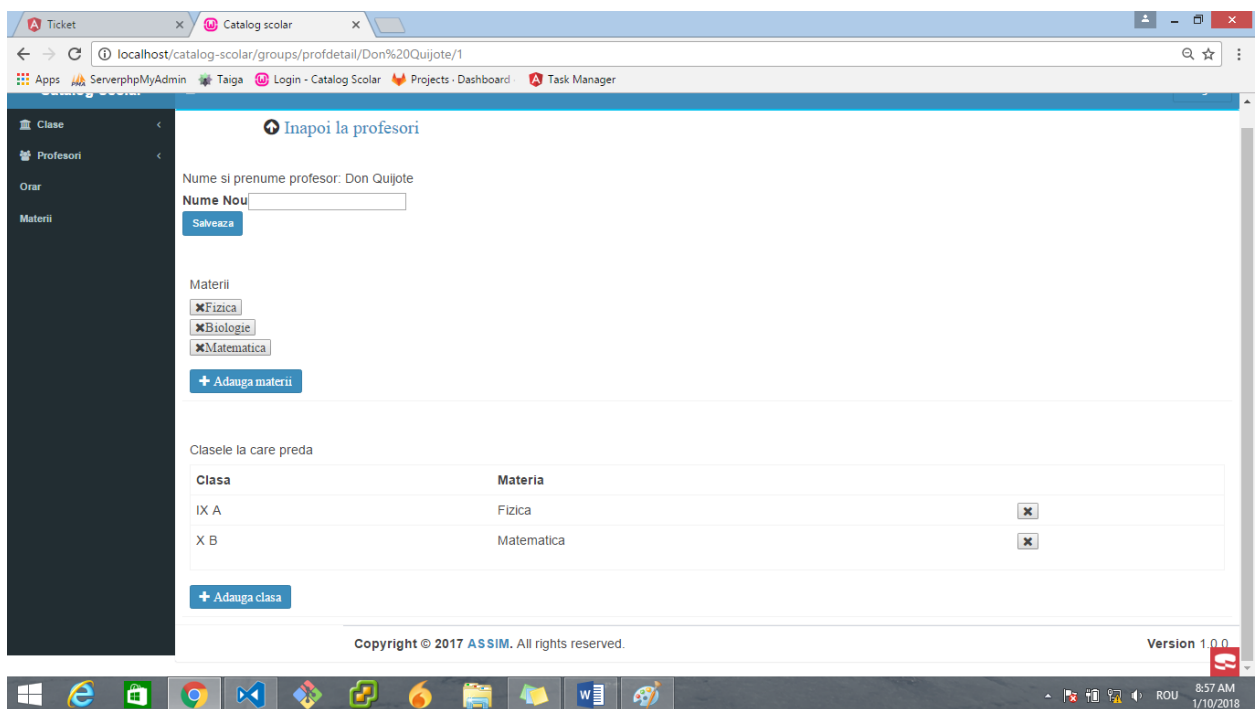 Ticket
Catalog scolar
localhost/catalog-scolar/groups/profdetail/Don%20Quijote/1
Apps ServerphpMyAdmin Taiga Login - Catalog Scolar Projects · Dashboard · Task Manager
Clase
Profesori
Orar
Materii
Inapoi la profesori
Nume si prenume profesor: Don Quijote
Nume Nou
Salveaza
Materii
Fizica
Biologie
Matematica
Adauga materii
Clasele la care preda
Clasa Materia
IX A Fizica
X B Matematica
Adauga clasa
Copyright © 2017 ASSIM. All rights reserved. Version 1.0.0
ROU 8:57 AM
1/10/2018